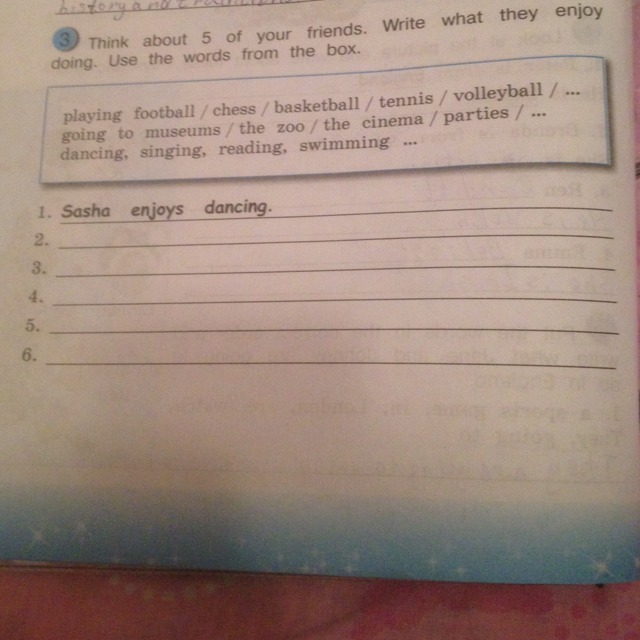 history and
3 Think about 5 of your friends. Write what they enjoy
doing. Use the words from the box.
playing football / chess / basketball / tennis / volleyball / ...
going to museums / the zoo / the cinema / parties / ...
dancing, singing, reading, swimming ...
1. Sasha enjoys dancing.
2.
3.
4.
5.
6.